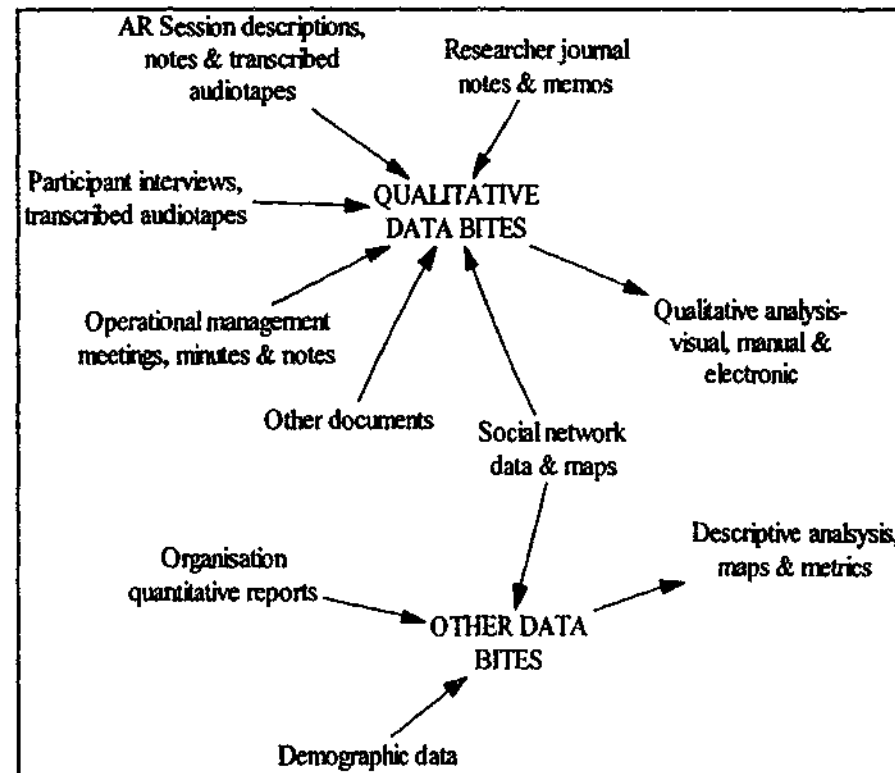 AR Session descriptions,
notes & transcribed
audiotapes
Researcher journal
notes & memos
Participant interviews,
transcribed audiotapes
QUALITATIVE
DATA BITES
Operational management
meetings, minutes & notes
Qualitative analysis-
visual, manual &
electronic
Other documents
Social network
data & maps
Organisation
quantitative reports
Descriptive analsysis,
maps & metrics
OTHER DATA
BITES
Demographic data